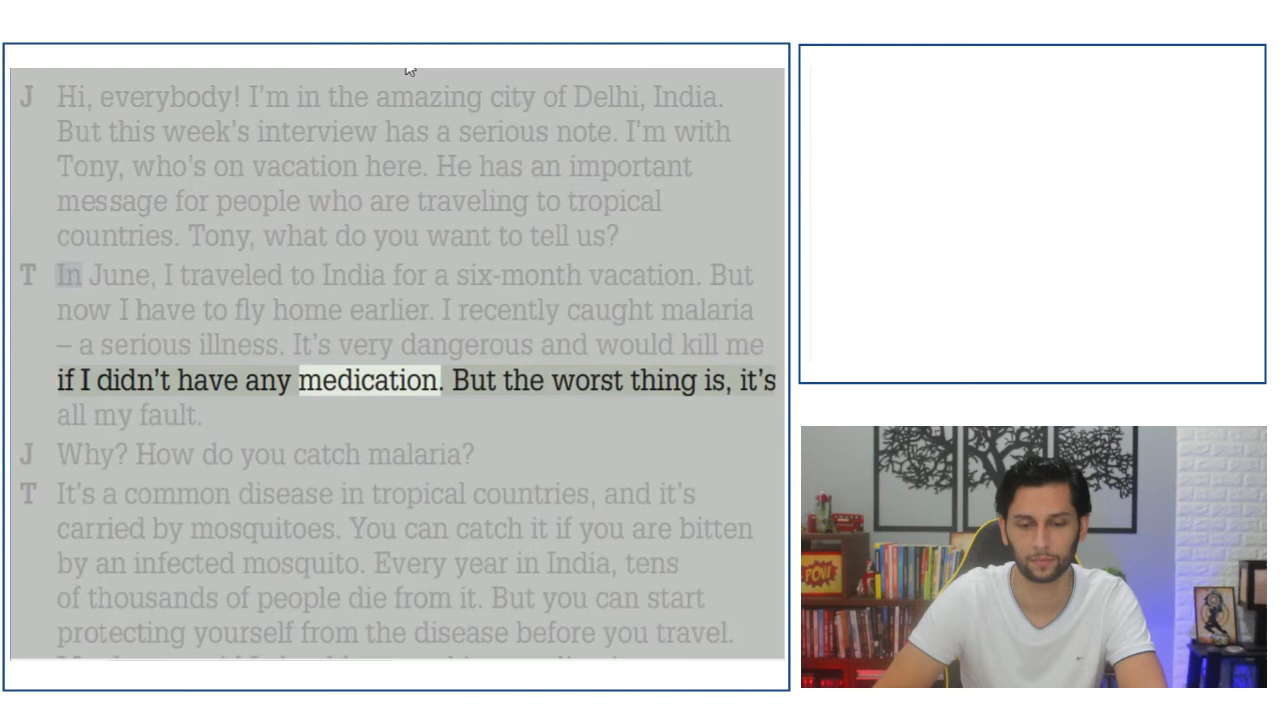 J Hi, everybody! I'm in the amazing city of Delhi, India.
But this week's interview has a serious note. I'm with
Tony, who's on vacation here. He has an important
message for people who are traveling to tropical
countries. Tony, what do you want to tell us?
T In June, I traveled to India for a six-month vacation. But
now I have to fly home earlier. I recently caught malaria
– a serious illness. It's very dangerous and would kill me
if I didn't have any medication. But the worst thing is, it's
all my fault.
J Why? How do you catch malaria?
T It's a common disease in tropical countries, and it's
carried by mosquitoes. You can catch it if you are bitten
by an infected mosquito. Every year in India, tens
of thousands of people die from it. But you can start
protecting yourself from the disease before you travel.
POW!